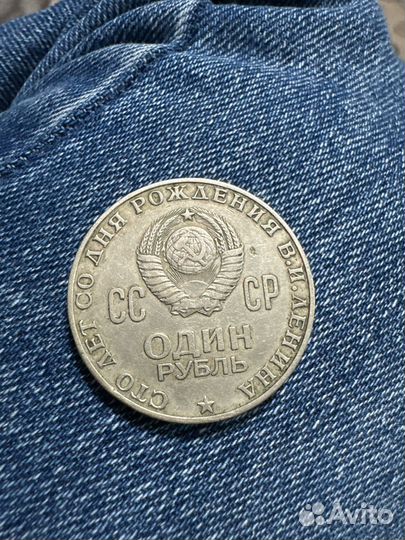 СТО ЛЕТ СО ДНЯ РОЖДЕНИЯ В.И.ЛЕНИНА
СС СР
ОДИН
РУБЛЬ
Avito